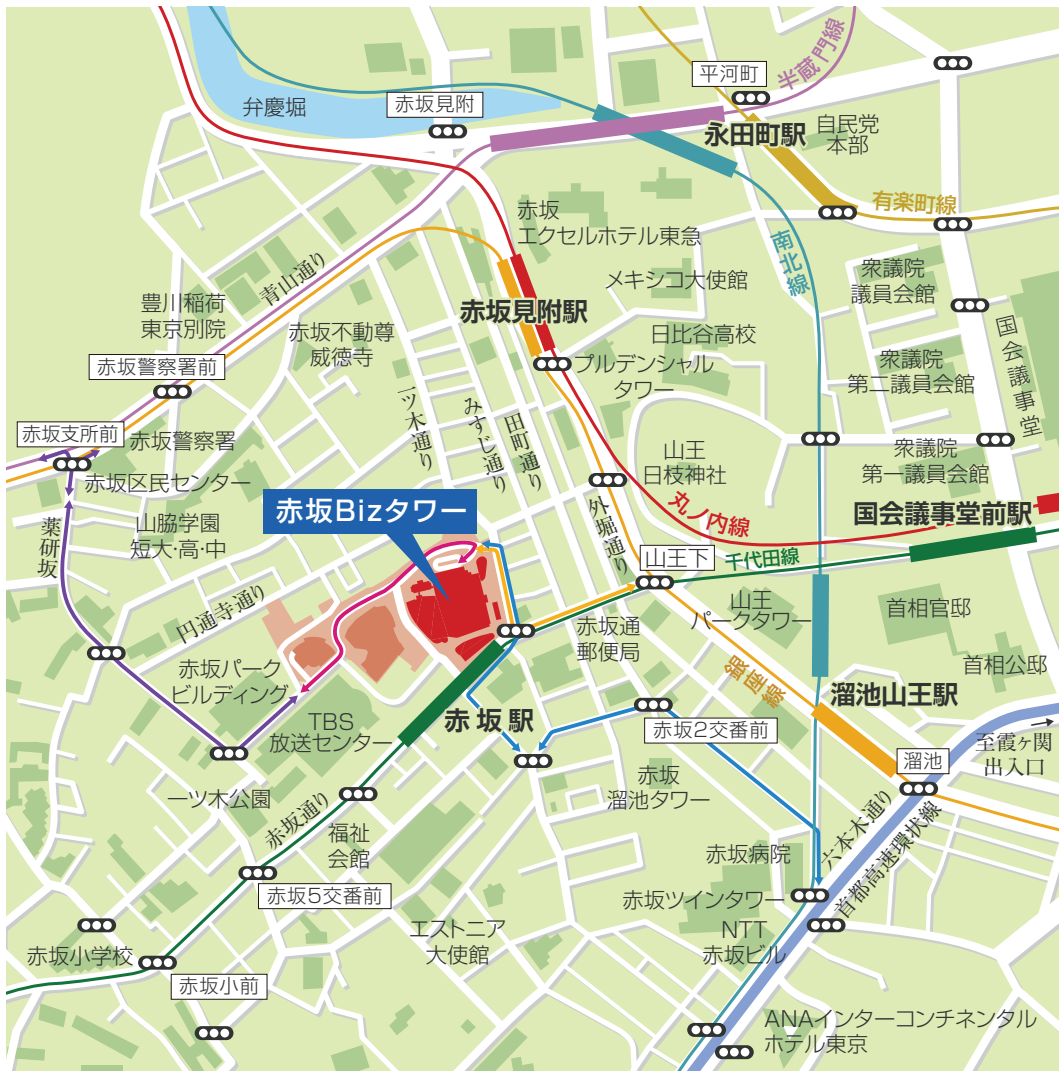 半蔵門線
平河町
弁慶堀
赤坂見附
永田町駅
自民党
本部
有楽町線
赤坂
エクセルホテル東急
南北線
衆議院
議員会館
メキシコ大使館
青山通り
豊川稲荷
東京別院
赤坂見附駅
赤坂不動尊
威徳寺
日比谷高校
国会議事堂
プルデンシャル
タワー
衆議院
第二議員会館
赤坂警察署前
一ツ木通り
みすじ通り
田町通り
赤坂支所前
赤坂警察署
山王
日枝神社
衆議院
第一議員会館
赤坂区民センター
赤坂Bizタワー
丸ノ内線
国会議事堂前駅
山脇学園
短大・高・中
薬研坂
外堀通り
山王下
千代田線
円通寺通り
山王
パークタワー
首相官邸
赤坂通
郵便局
首相公邸
赤坂パーク
ビルディング
銀座線
溜池山王駅
赤坂駅
TBS
放送センター
赤坂2交番前
至霞ヶ関
出入口
溜池
赤坂
溜池タワー
一ツ木公園
赤坂通り
福祉
会館
六本木通り
首都高速環状線
赤坂病院
赤坂5交番前
赤坂ツインタワー
エストニア
大使館
NTT
赤坂ビル
赤坂小学校
赤坂小前
ANAインターコンチネンタル
ホテル東京